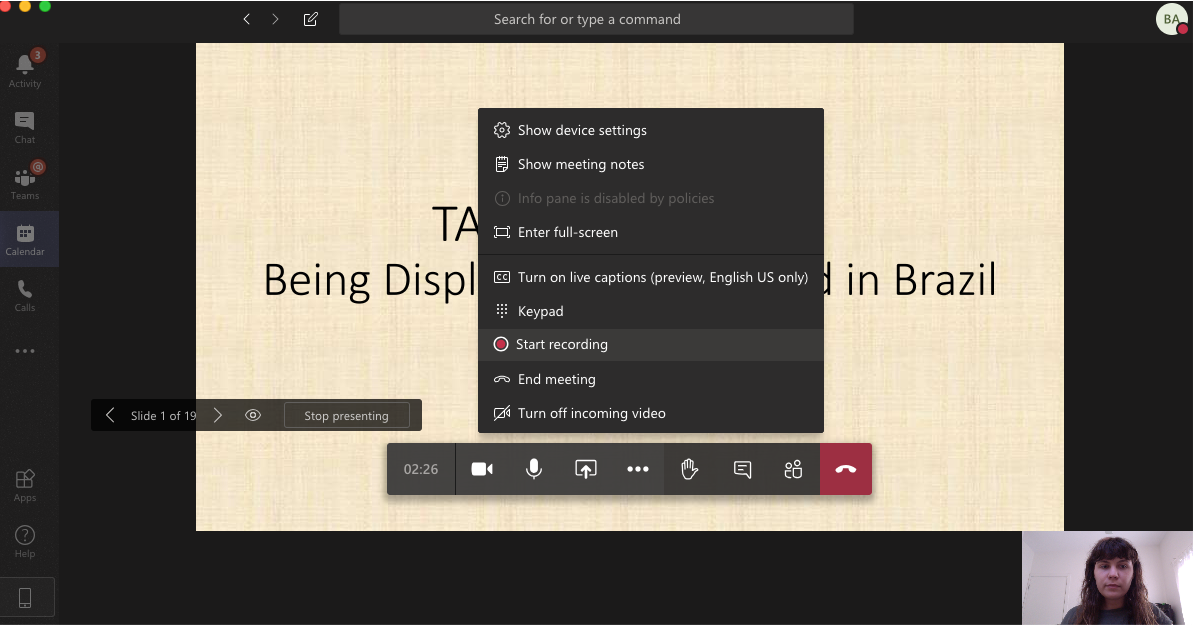 Search for or type a command
BA
3
Activity
Chat
@
Teams
Calendar
Calls
Apps
Help
Show device settings
Show meeting notes
Info pane is disabled by policies
Enter full-screen
CC Turn on live captions (preview, English US only)
Keypad
Start recording
End meeting
Turn off incoming video
TA
Being Displ
in Brazil
Slide 1 of 19
Stop presenting
02:26